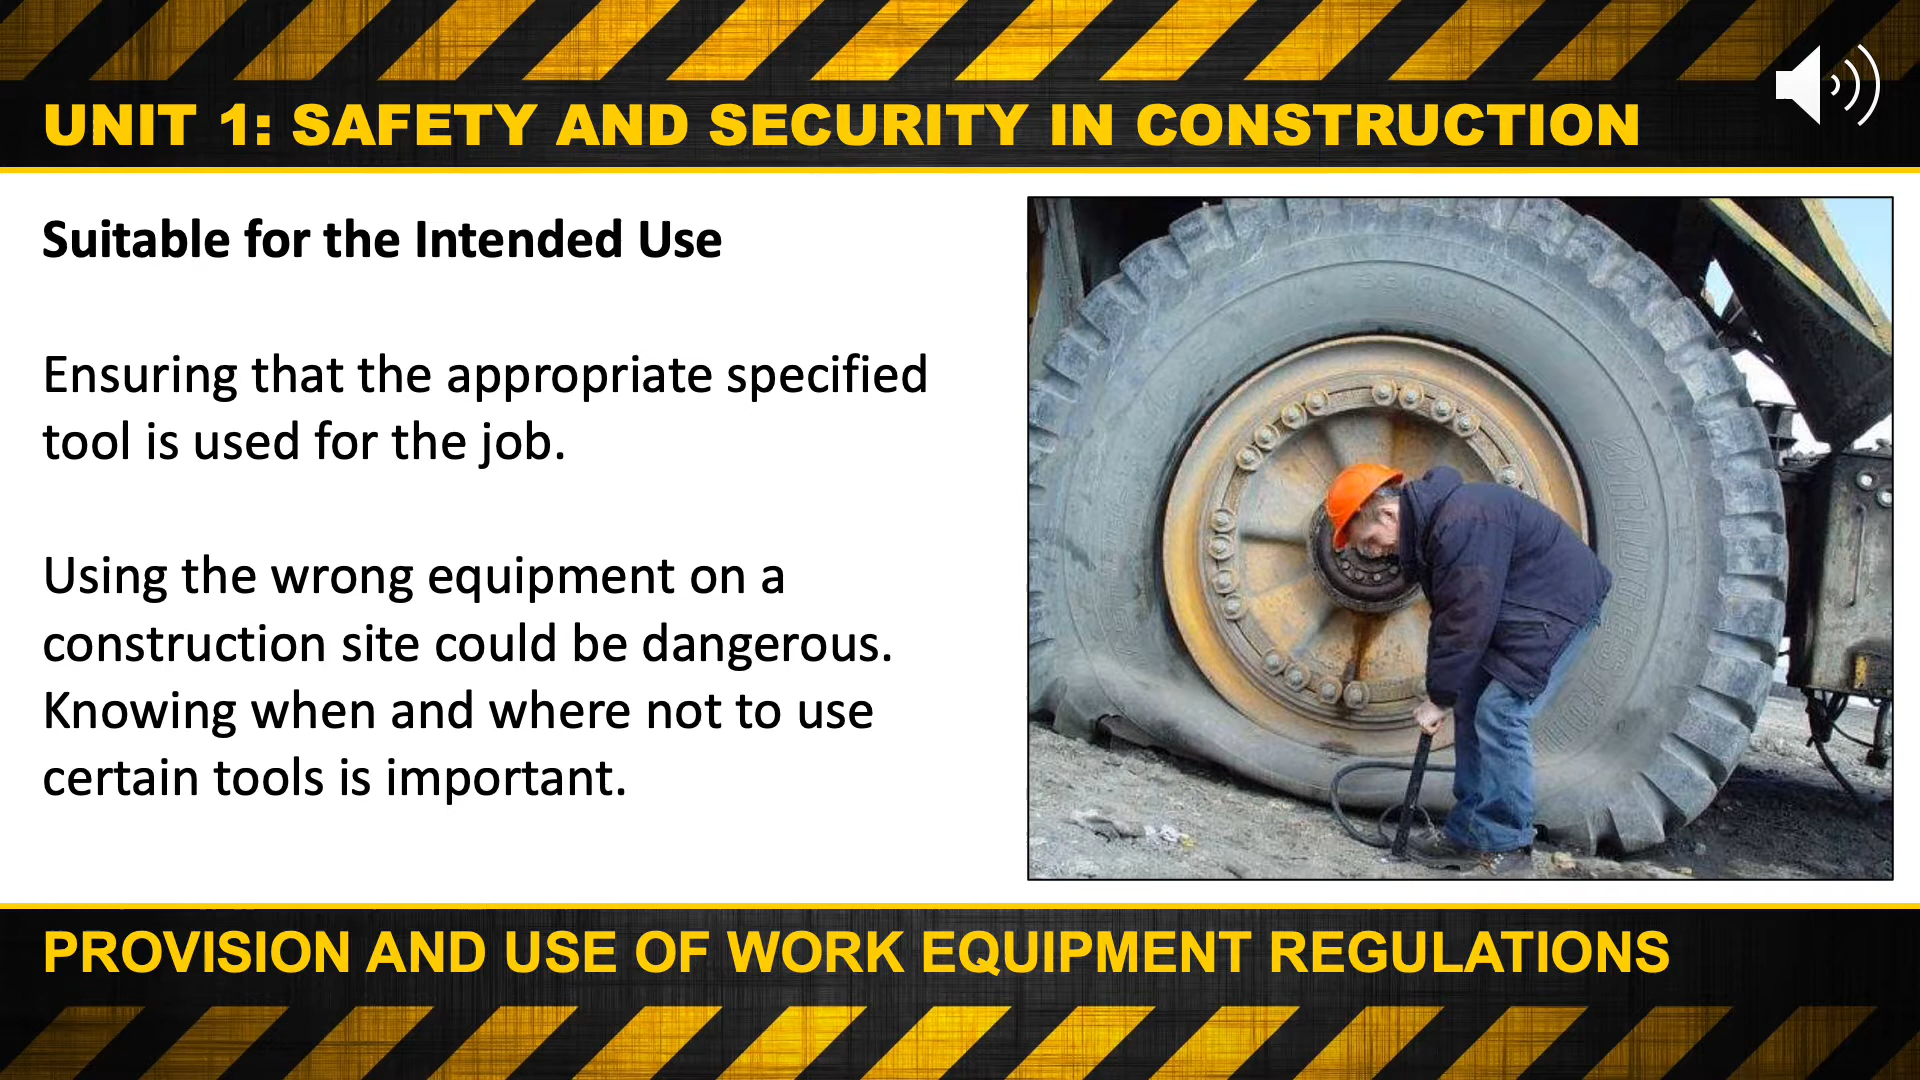 UNIT 1: SAFETY AND SECURITY IN CONSTRUCTION
Suitable for the Intended Use
Ensuring that the appropriate specified
tool is used for the job.
Using the wrong equipment on a
construction site could be dangerous.
Knowing when and where not to use
certain tools is important.
PROVISION AND USE OF WORK EQUIPMENT REGULATIONS